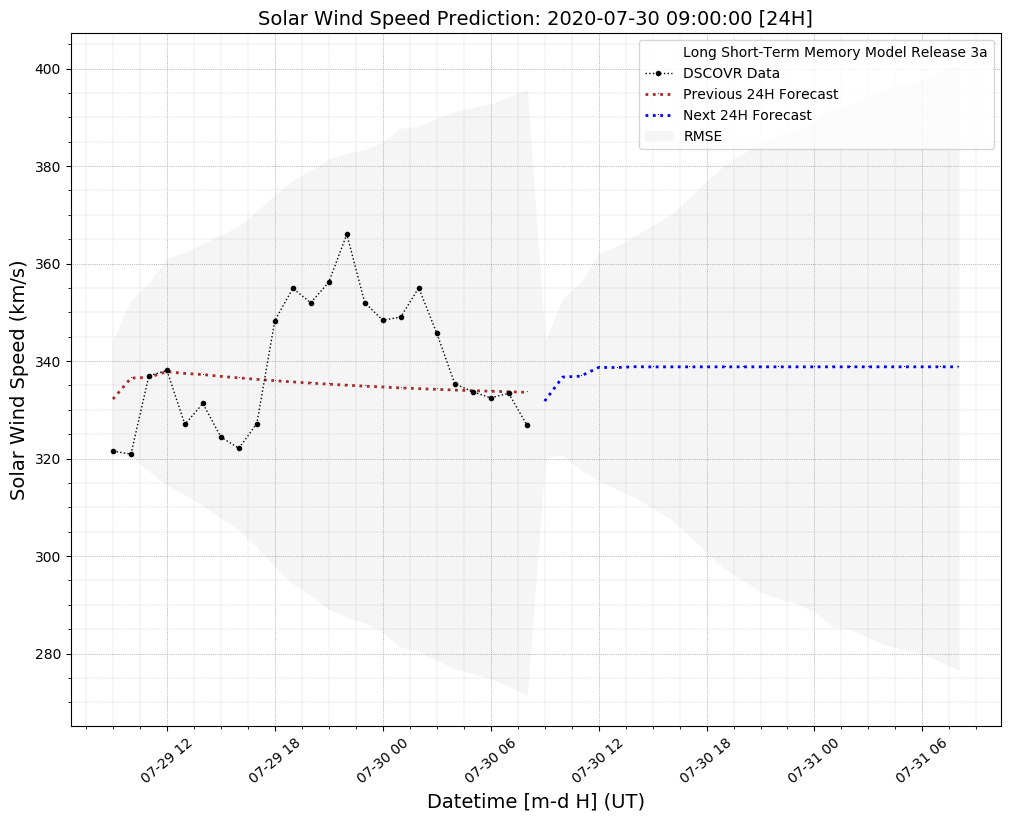 Solar Wind Speed Prediction: 2020-07-30 09:00:00 [24H]
Long Short-Term Memory Model Release 3a
DSCOVR Data
Previous 24H Forecast
Next 24H Forecast
RMSE
Solar Wind Speed (km/s)
400
380
360
340
320
300
280
07-29 12
07-29 18
07-30 00
07-30 06
07-30 12
07-30 18
07-31 00
07-31 06
Datetime [m-d H] (UT)